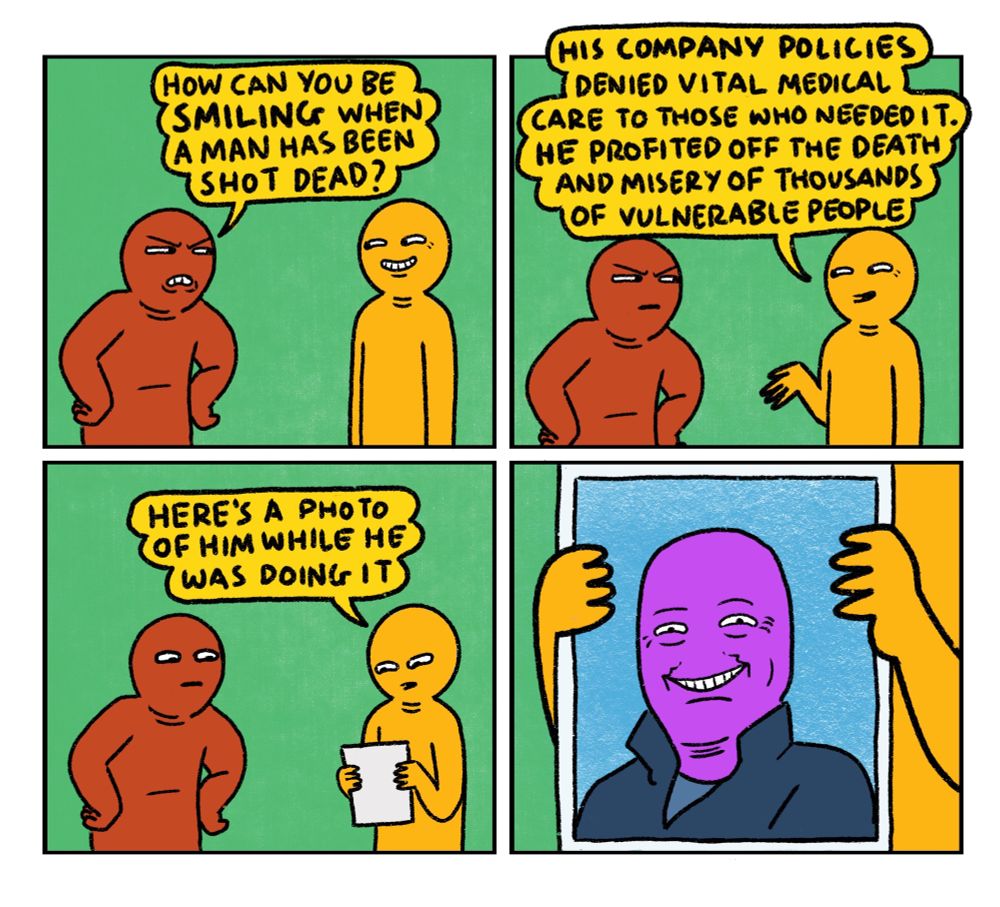 HOW CAN YOU BE
SMILING WHEN
A MAN HAS BEEN
SHOT DEAD?
HIS COMPANY POLICIES
DENIED VITAL MEDICAL
CARE TO THOSE WHO NEEDED IT.
HE PROFITED OFF THE DEATH
AND MISERY OF THOUSANDS
OF VULNERABLE PEOPLE
HERE'S A PHOTO
OF HIM WHILE HE
WAS DOING IT